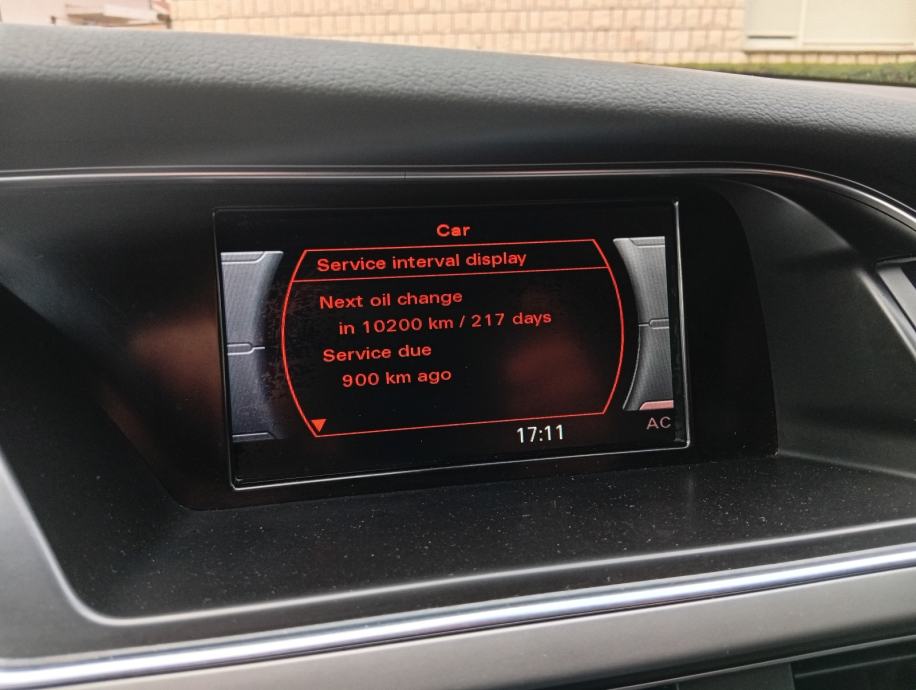 Car
Service interval display
Next oil change
in 10200 km / 217 days
Service due
900 km ago
17:11
AC